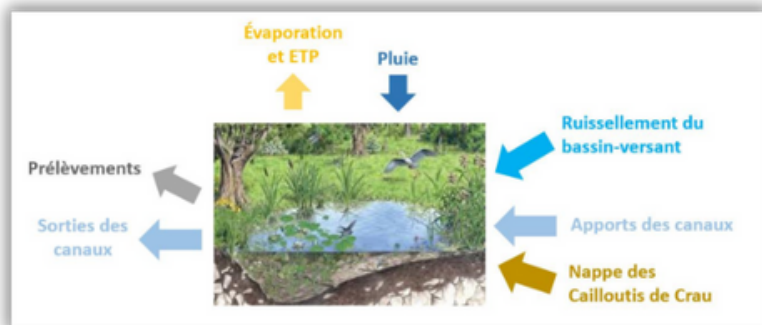 Évaporation
et ETP
Pluie
Ruissellement du
bassin-versant
Prélèvements
Sorties des
canaux
Apports des canaux
Nappe des
Cailloutis de Crau